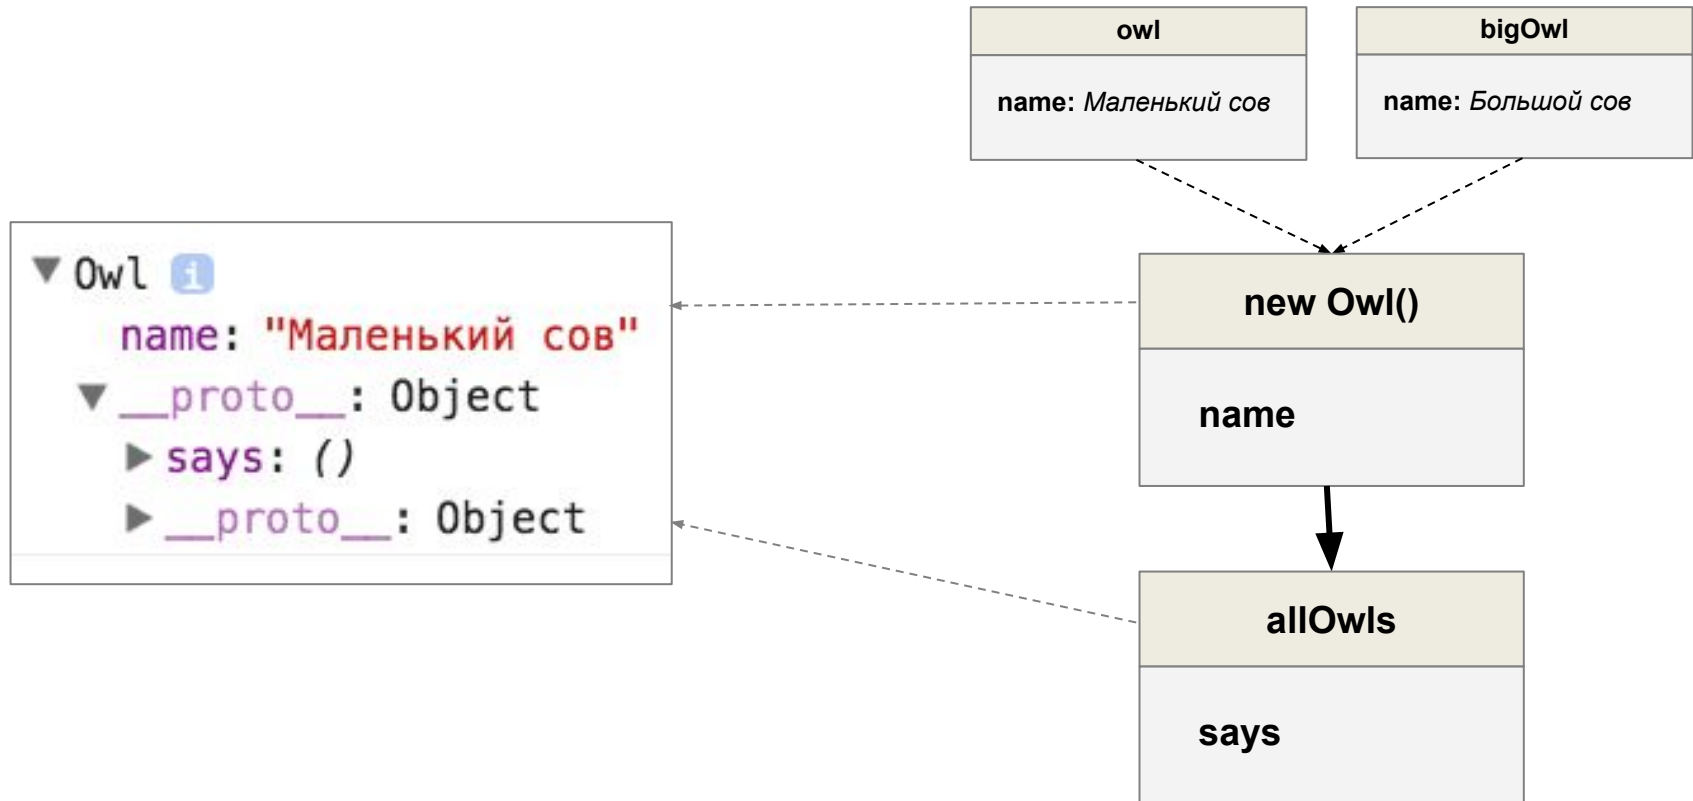 owl
name: Маленький сов
bigOwl
name: Большой сов
Owl i
name: "Маленький сов"
__proto__: Object
says: ()
__proto__: Object
new Owl()
name
allOwls
says